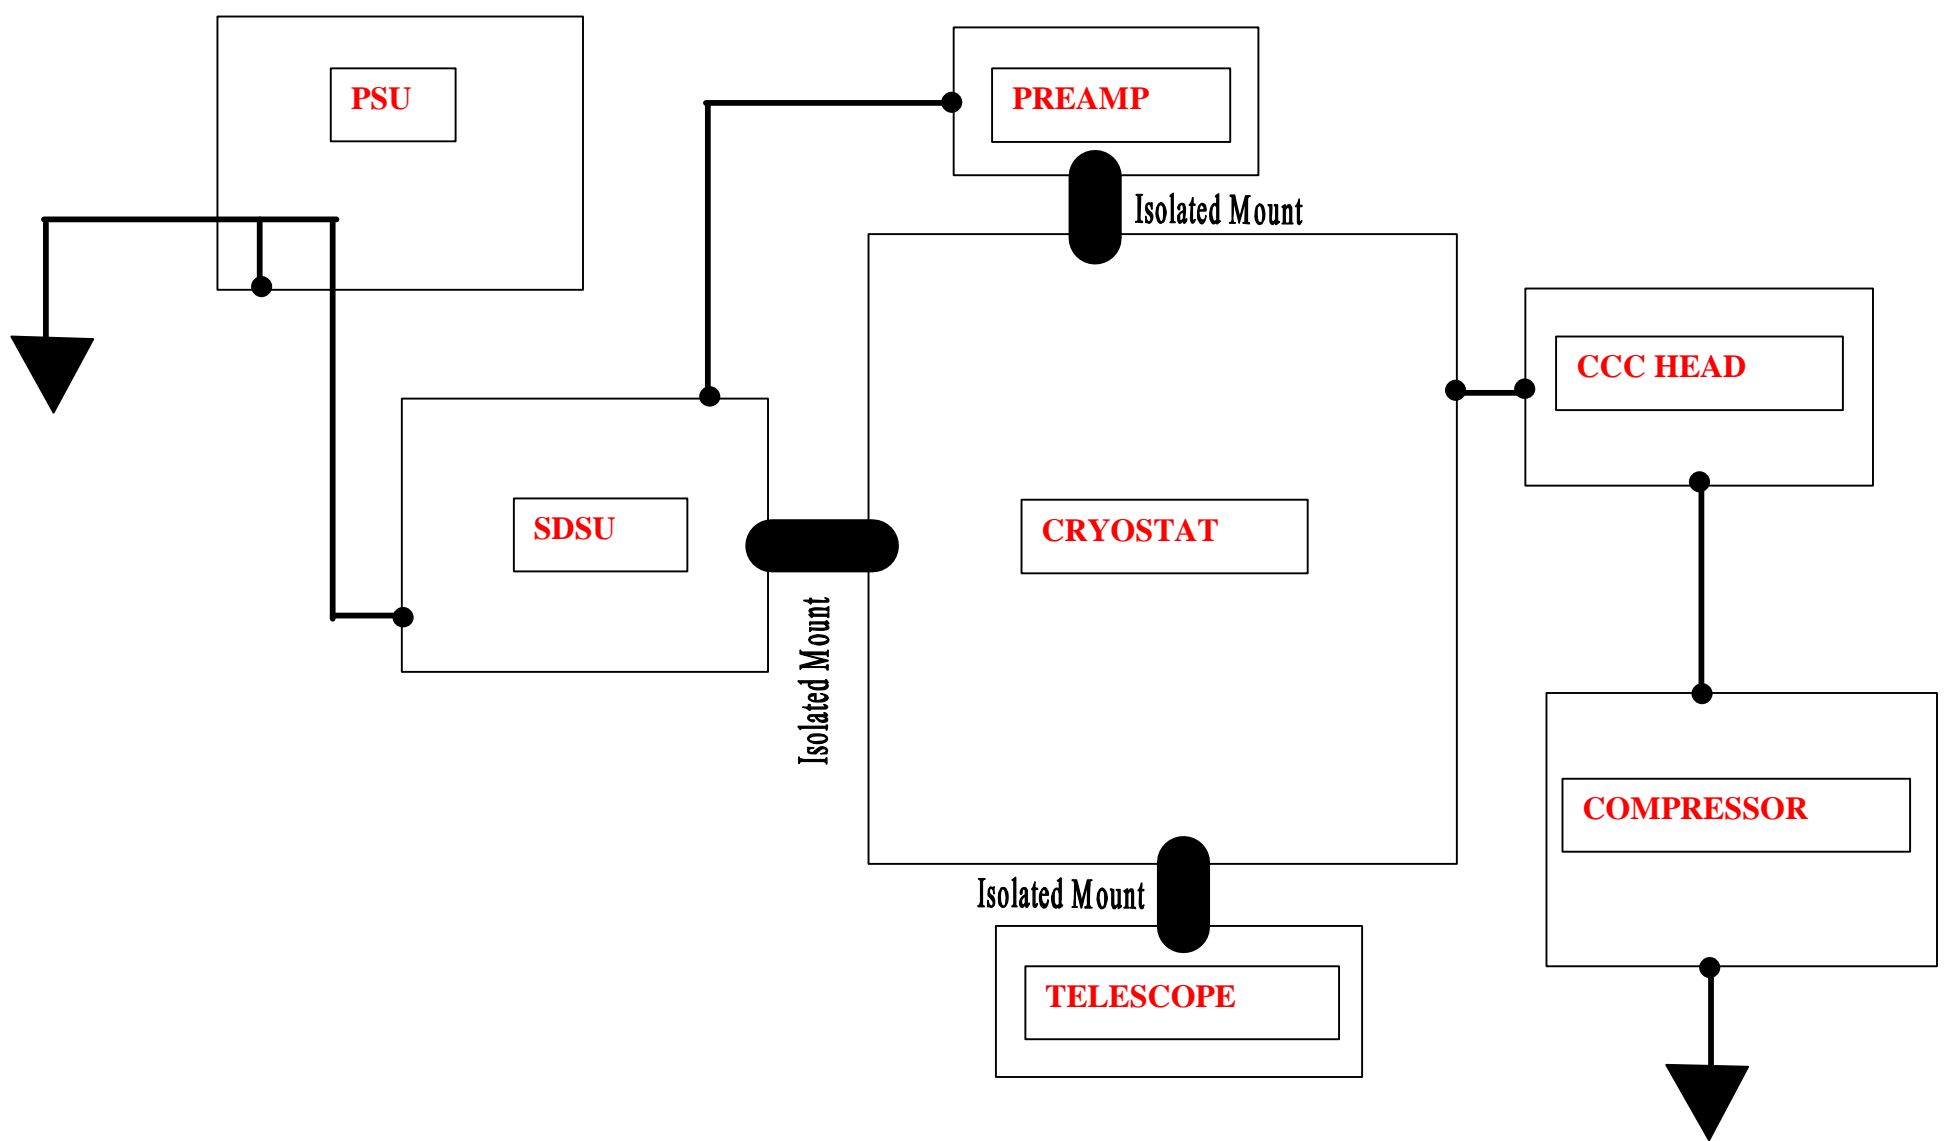 PSU
PREAMP
Isolated Mount
CCC HEAD
SDSU
CRYOSTAT
Isolated Mount
COMPRESSOR
Isolated Mount
TELESCOPE